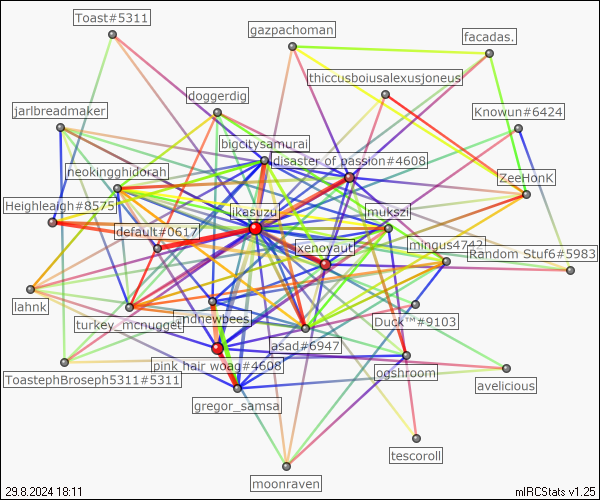 Toast#5311
gazpachoman
facadas.
thiccusboiusalexusjoneus
doggerdig
jarlbreadmaker
Knowun#6424
bigcitysamurai
disaster of passion#4608
neokingghidorah
ZeeHonK
Heighleaigh#8575
ikesuzu
mukszi
default#0617
xenoyaut
mingus4742
Random Stuf6#5983
lahnk
turkey_mcnugget
andnewbees
Duck™#9103
asad#6947
pink hair woag#4608
ogshroom
ToastephBroseph5311#5311
avelicious
gregor_samsa
tescoroll
moonraven
29.8.2024 18:11
mIRCStats v1.25